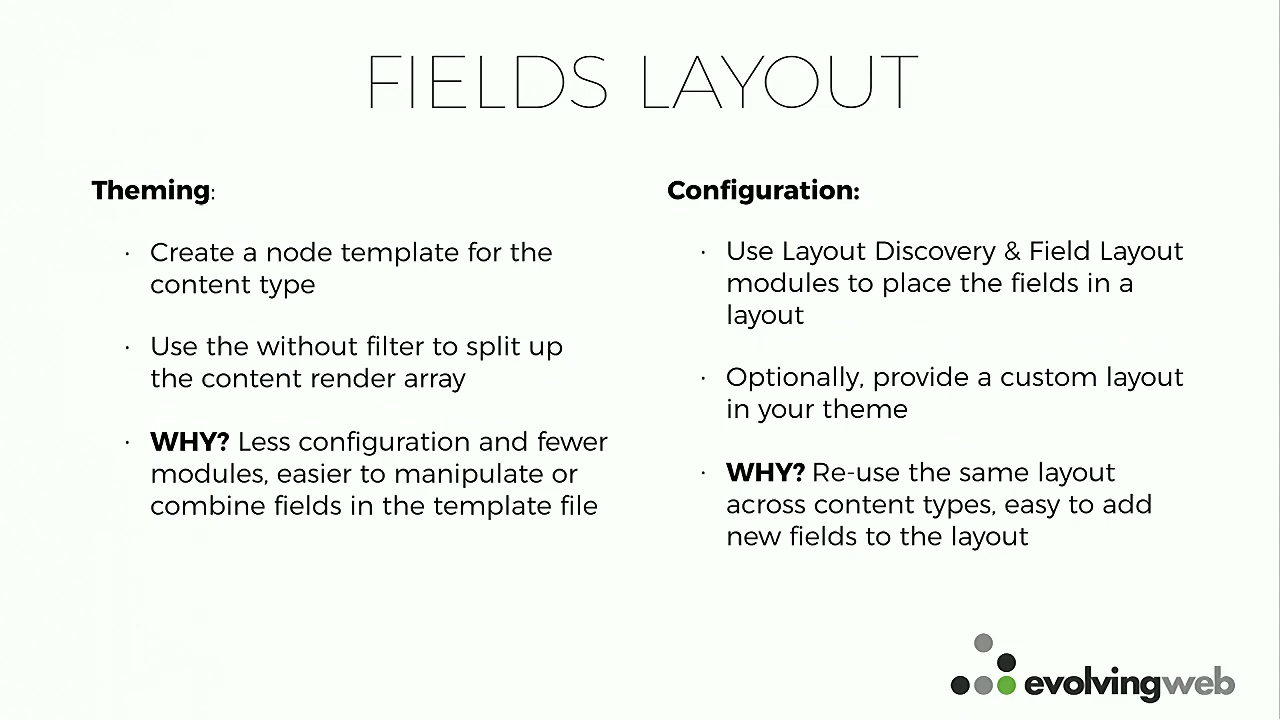 FIELDS LAYOUT
Theming:
· Create a node template for the
content type
· Use the without filter to split up
the content render array
· WHY? Less configuration and fewer
modules, easier to manipulate or
combine fields in the template file
Configuration:
· Use Layout Discovery & Field Layout
modules to place the fields in a
layout
· Optionally, provide a custom layout
in your theme
· WHY? Re-use the same layout
across content types, easy to add
new fields to the layout
evolvingweb